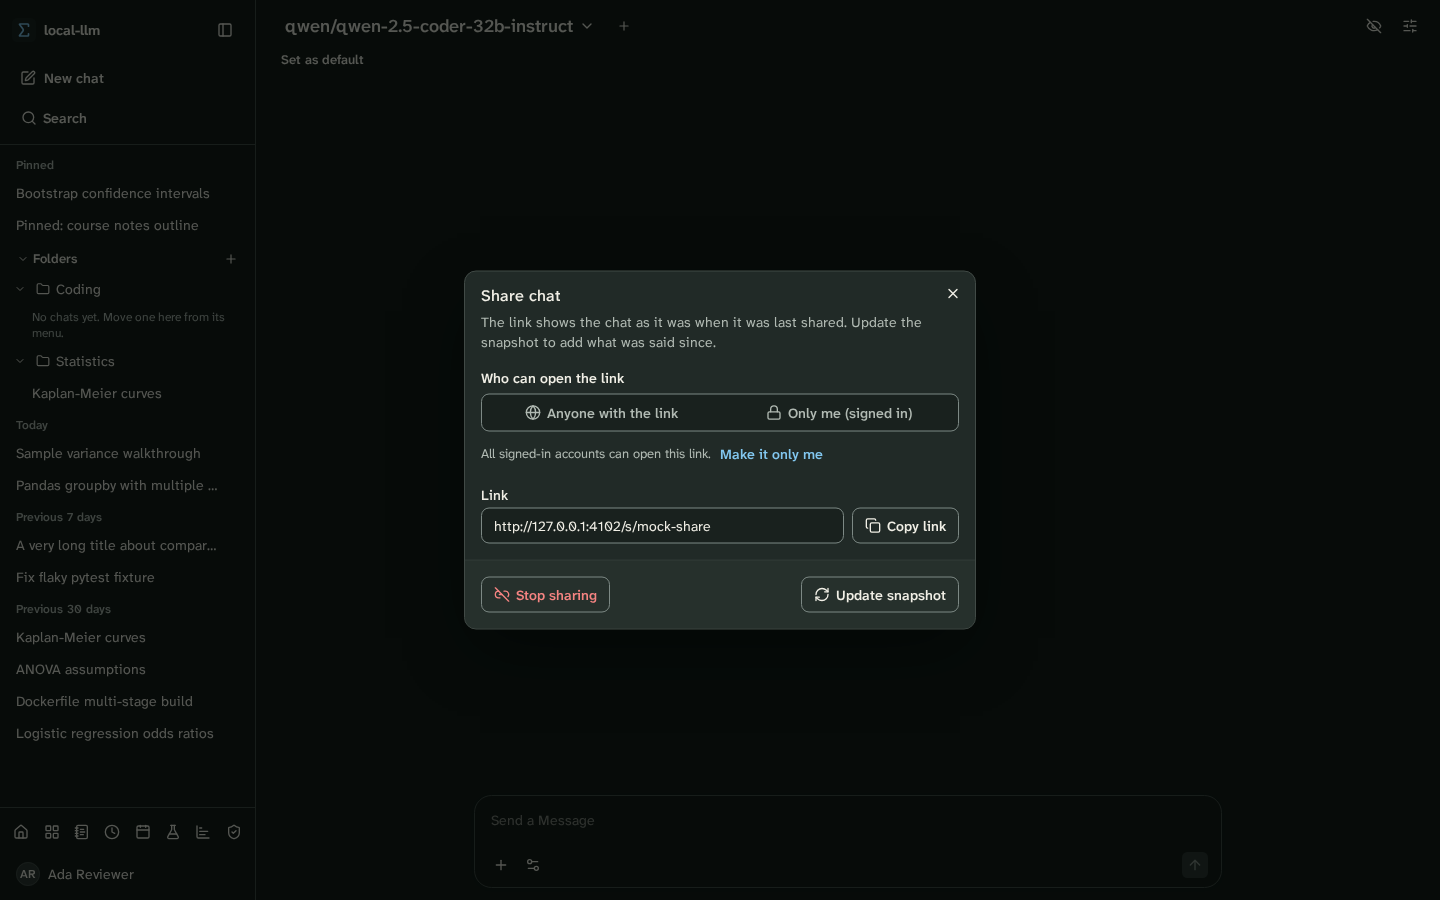 local-llm
New chat
Search
Pinned
Bootstrap confidence intervals
Pinned: course notes outline
Folders
Coding
No chats yet. Move one here from its
menu.
Statistics
Kaplan-Meier curves
Today
Sample variance walkthrough
Pandas groupby with multiple ...
Previous 7 days
A very long title about compar...
Fix flaky pytest fixture
Previous 30 days
Kaplan-Meier curves
ANOVA assumptions
Dockerfile multi-stage build
Logistic regression odds ratios
AR Ada Reviewer
qwen/qwen-2.5-coder-32b-instruct
Set as default
Share chat
The link shows the chat as it was when it was last shared. Update the
snapshot to add what was said since.
Who can open the link
Anyone with the link Only me (signed in)
All signed-in accounts can open this link. Make it only me
Link
http://127.0.0.1:4102/s/mock-share Copy link
Stop sharing Update snapshot
Send a Message